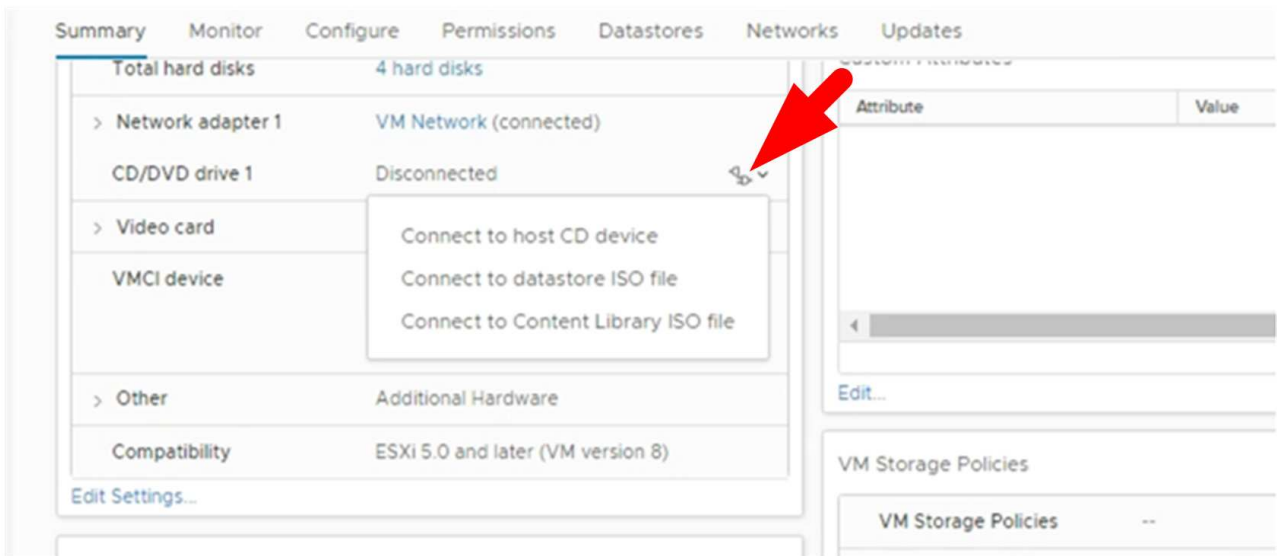 Summary Monitor Configure Permissions Datastores Networks Updates
Total hard disks 4 hard disks
> Network adapter 1 VM Network (connected)
CD/DVD drive 1 Disconnected
> Video card
Connect to host CD device
VMCI device
Connect to datastore ISO file
Connect to Content Library ISO file
> Other Additional Hardware
Compatibility ESXi 5.0 and later (VM version 8)
Edit Settings...
Custom Attributes
Attribute Value
Edit...
VM Storage Policies
VM Storage Policies --